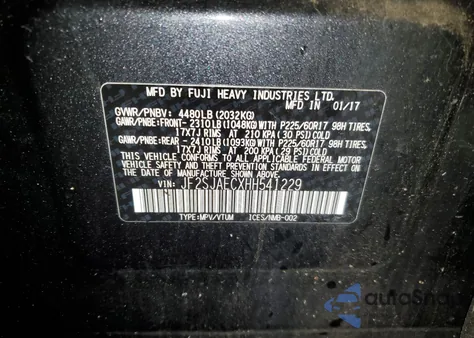 MFD BY FUJI HEAVY INDUSTRIES LTD.
MFD IN 01/17
GVWR/PNBV: 4480LB (2032KG)
GAWR/PNBE:FRONT-2310LB(1048KG)WITH P225/60R17 98H TIRES,
17X7J RIMS AT 210 KPA (30 PSI)COLD
GAWR/PNBE:REAR -2410LB(1093KG)WITH P225/60R17 98H TIRES,
17X7J RIMS AT 200 KPA (29 PSI)COLD
THIS VEHICLE CONFORMS TO ALL APPLICABLE FEDERAL MOTOR
VEHICLE SAFETY AND THEFT PREVENTION STANDARDS IN EFFECT ON
THE DATE OF MANUFACTURE SHOWN ABOVE.
VIN: JF2SJAECXHH541229
TYPE:MPV/VTUM ICES/NMB-002
autoSnap